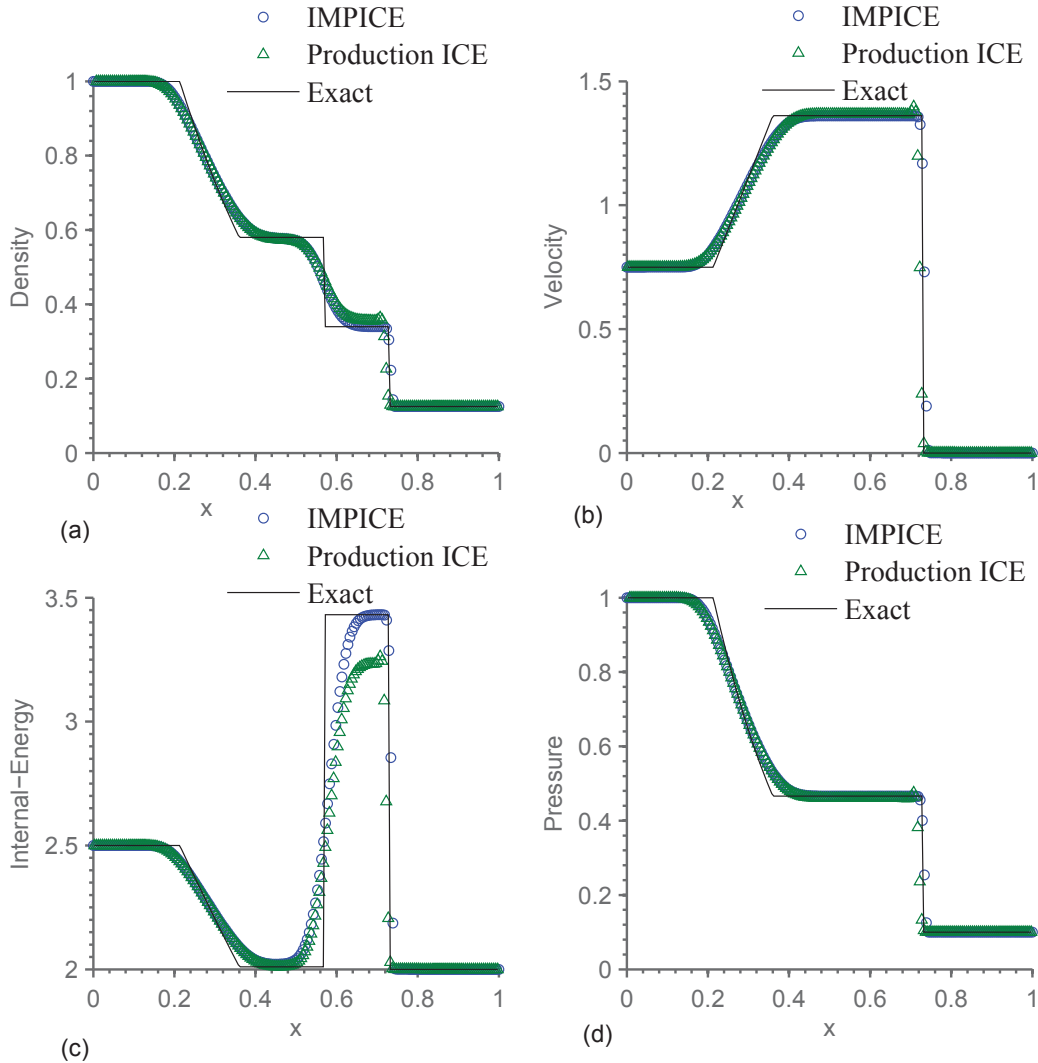 IMPICE
Production ICE
Exact
1
0.8
0.6
0.4
0.2
0
Density
0 0.2 0.4 0.6 0.8 1
x
(a)
IMPICE
Production ICE
Exact
1.5
1
0.5
0
Velocity
0 0.2 0.4 0.6 0.8 1
x
(b)
IMPICE
Production ICE
Exact
3.5
3
2.5
2
Internal−Energy
0 0.2 0.4 0.6 0.8 1
x
(c)
IMPICE
Production ICE
Exact
1
0.8
0.6
0.4
0.2
0
Pressure
0 0.2 0.4 0.6 0.8 1
x
(d)